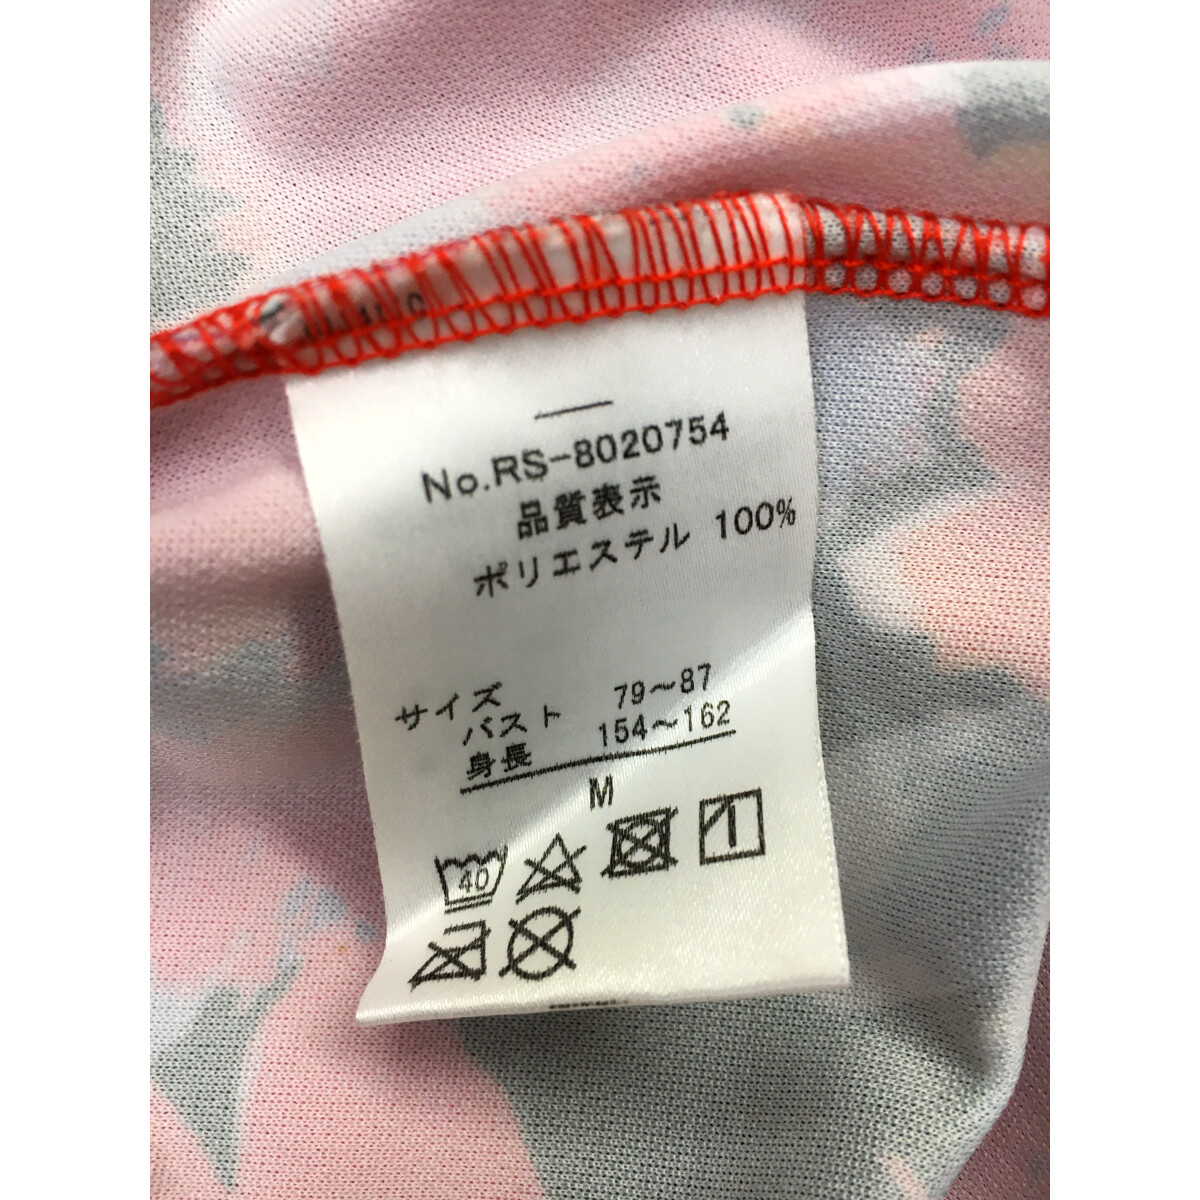 No.RS-8020754
品質表示
ポリエステル 100%
サイズ
バスト 79~87
身長 154~162
M
40